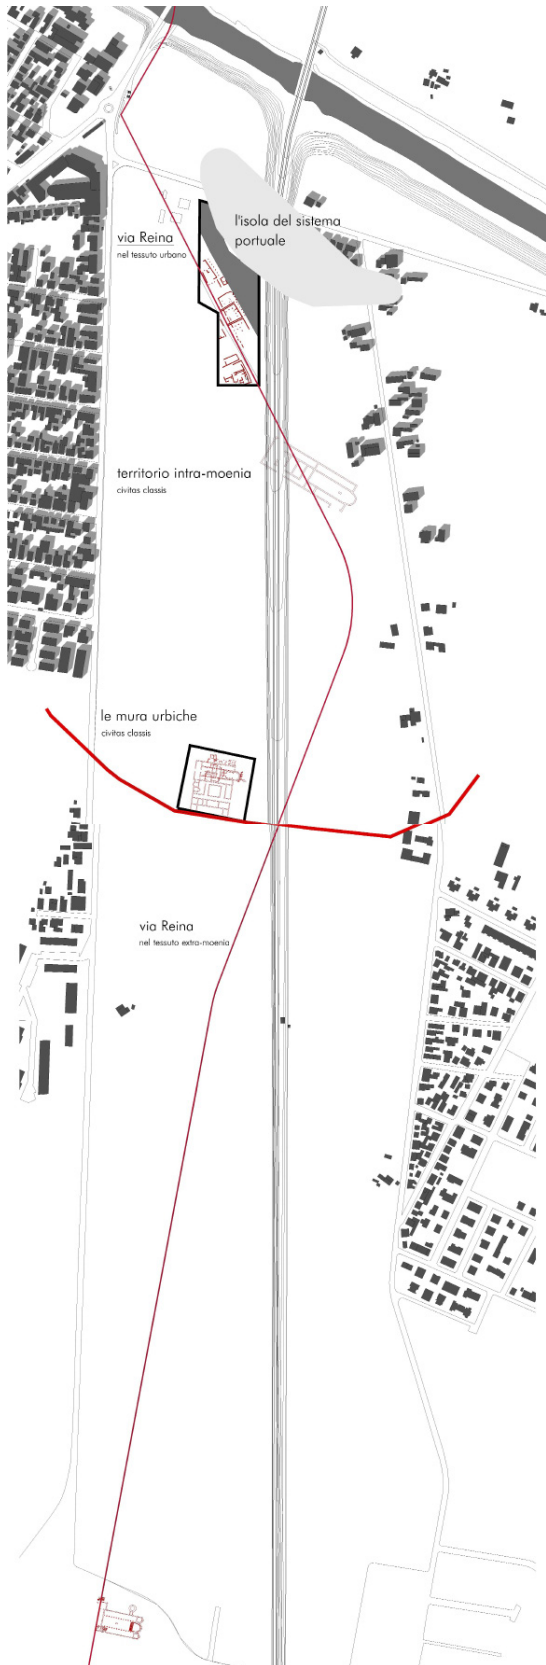 l'isola del sistema
portuale
via Reina
nel tessuto urbano
territorio intra-moenia
civitas classis
le mura urbiche
civitas classis
via Reina
nel tessuto extra-moenia